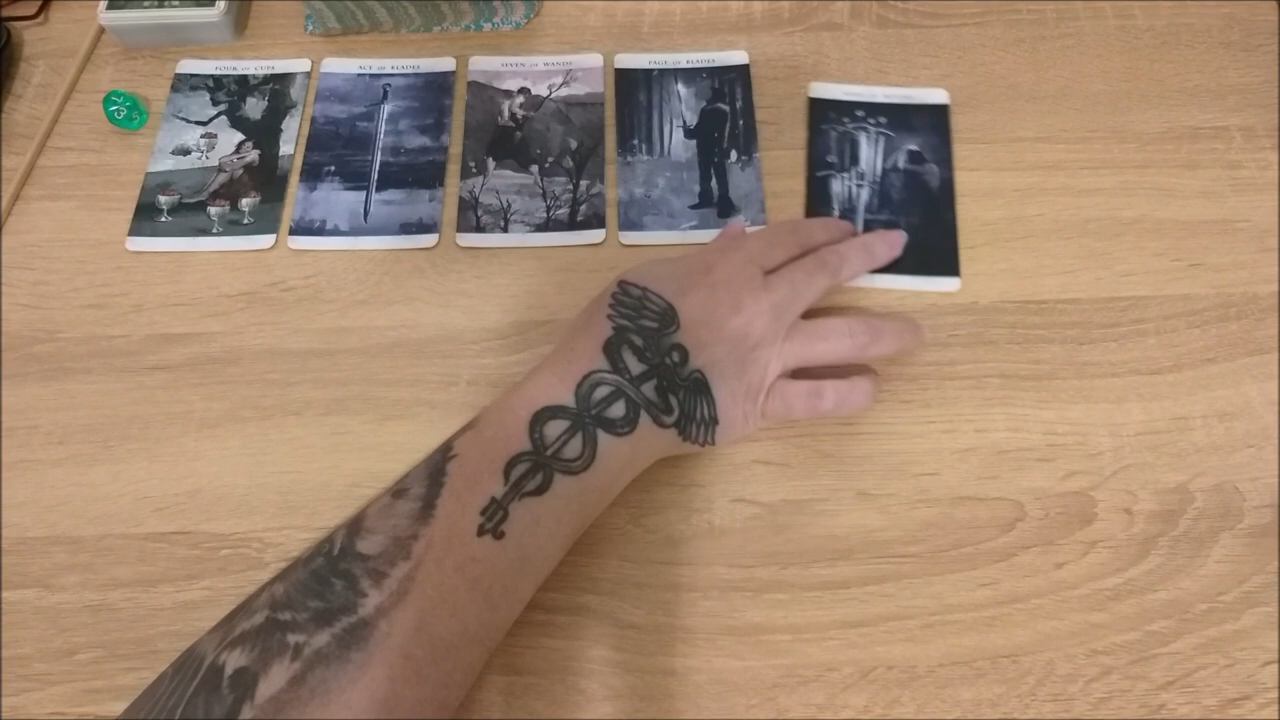 FOUR OF CUPS
ACE OF BLADES
SEVEN OF WANDS
PAGE OF BLADES